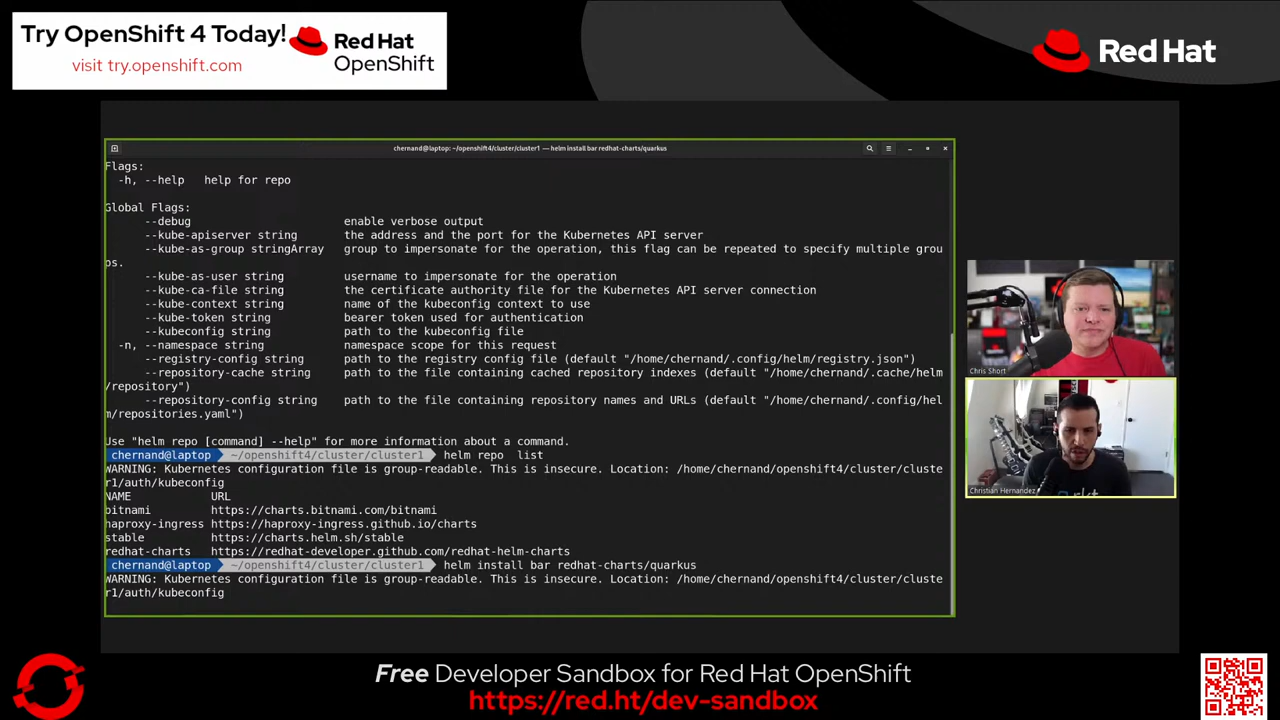 Try OpenShift 4 Today!
visit try.openshift.com
Red Hat
OpenShift
Red Hat
chernand@laptop: ~/openshift4/cluster/cluster1 — helm install bar redhat-charts/quarkus
Flags:
  -h, --help   help for repo
Global Flags:
      --debug                       enable verbose output
      --kube-apiserver string       the address and the port for the Kubernetes API server
      --kube-as-group stringArray   group to impersonate for the operation, this flag can be repeated to specify multiple grou
ps.
      --kube-as-user string         username to impersonate for the operation
      --kube-ca-file string         the certificate authority file for the Kubernetes API server connection
      --kube-context string         name of the kubeconfig context to use
      --kube-token string           bearer token used for authentication
      --kubeconfig string           path to the kubeconfig file
  -n, --namespace string            namespace scope for this request
      --registry-config string      path to the registry config file (default "/home/chernand/.config/helm/registry.json")
      --repository-cache string     path to the file containing cached repository indexes (default "/home/chernand/.cache/helm
/repository")
      --repository-config string    path to the file containing repository names and URLs (default "/home/chernand/.config/hel
m/repositories.yaml")
Use "helm repo [command] --help" for more information about a command.
chernand@laptop ~/openshift4/cluster/cluster1 helm repo  list
WARNING: Kubernetes configuration file is group-readable. This is insecure. Location: /home/chernand/openshift4/cluster/cluste
r1/auth/kubeconfig
NAME            URL
bitnami         https://charts.bitnami.com/bitnami
haproxy-ingress https://haproxy-ingress.github.io/charts
stable          https://charts.helm.sh/stable
redhat-charts   https://redhat-developer.github.com/redhat-helm-charts
chernand@laptop ~/openshift4/cluster/cluster1 helm install bar redhat-charts/quarkus
WARNING: Kubernetes configuration file is group-readable. This is insecure. Location: /home/chernand/openshift4/cluster/cluste
r1/auth/kubeconfig
Chris Short
Christian Hernandez
Free Developer Sandbox for Red Hat OpenShift
https://red.ht/dev-sandbox